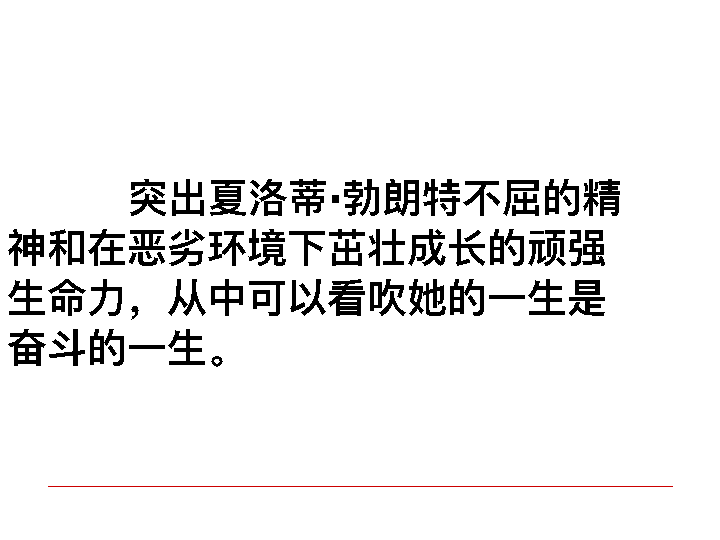 突出夏洛蒂·勃朗特不屈的精
神和在恶劣环境下茁壮成长的顽强
生命力，从中可以看吹她的一生是
奋斗的一生。